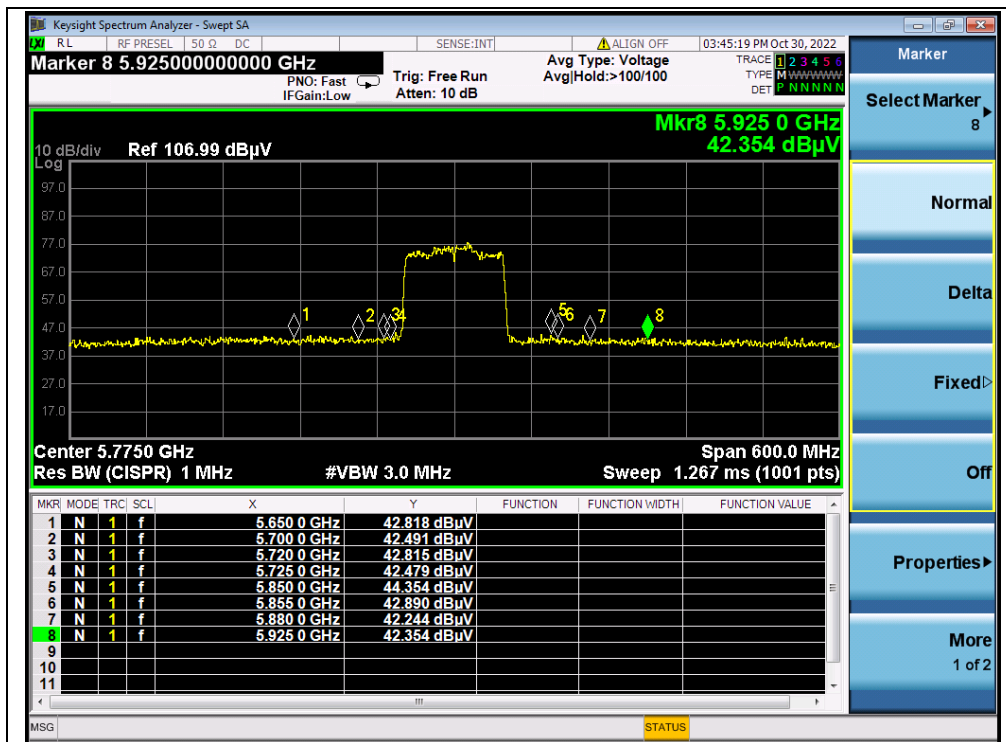 Keysight Spectrum Analyzer - Swept SA
LXI RL RF PRESEL 50 Ω DC SENSE:INT ALIGN OFF 03:45:19 PM Oct 30, 2022
Marker 8 5.925000000000 GHz
PNO: Fast
IFGain:Low
Trig: Free Run
Atten: 10 dB
Avg Type: Voltage
Avg|Hold:>100/100
TRACE 1 2 3 4 5 6
TYPE M WWWWW
DET P N N N N N
Mkr8 5.925 0 GHz
42.354 dBµV
10 dB/div Ref 106.99 dBµV
Log
97.0
87.0
77.0
67.0
57.0
47.0
37.0
27.0
17.0
1 2 3 4 5 6 7 8
Center 5.7750 GHz Span 600.0 MHz
Res BW (CISPR) 1 MHz #VBW 3.0 MHz Sweep 1.267 ms (1001 pts)
MKR MODE TRC SCL X Y FUNCTION FUNCTION WIDTH FUNCTION VALUE
1 N 1 f 5.650 0 GHz 42.818 dBµV
2 N 1 f 5.700 0 GHz 42.491 dBµV
3 N 1 f 5.720 0 GHz 42.815 dBµV
4 N 1 f 5.725 0 GHz 42.479 dBµV
5 N 1 f 5.850 0 GHz 44.354 dBµV
6 N 1 f 5.855 0 GHz 42.890 dBµV
7 N 1 f 5.880 0 GHz 42.244 dBµV
8 N 1 f 5.925 0 GHz 42.354 dBµV
9
10
11
MSG STATUS
Marker
Select Marker
8
Normal
Delta
Fixed
Off
Properties
More
1 of 2